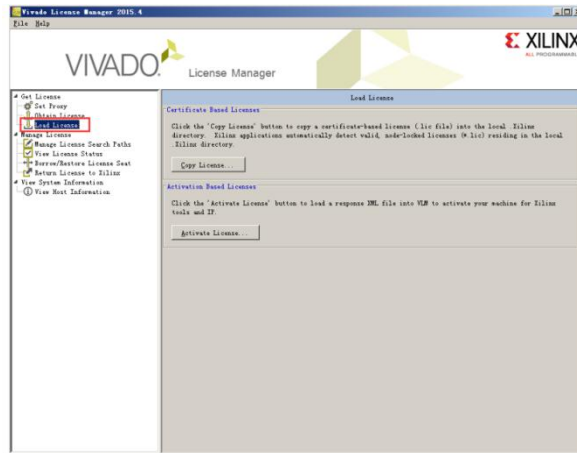 Vivado License Manager 2015.4
File Help
VIVADO. License Manager
XILINX
ALL PROGRAMMABLE
Get License
Set Proxy
Obtain License
Load License
Manage License
Manage License Search Paths
View License Status
Borrow/Restore License Seat
Return License to Xilinx
View System Information
View Host Information
Load License
Certificate Based Licenses
Click the 'Copy License' button to copy a certificate-based license (.lic file) into the local .Xilinx
directory. Xilinx applications automatically detect valid, node-locked licenses (*.lic) residing in the local
.Xilinx directory.
Copy License...
Activation Based Licenses
Click the 'Activate License' button to load a response XML file into VLM to activate your machine for Xilinx
tools and IP.
Activate License...